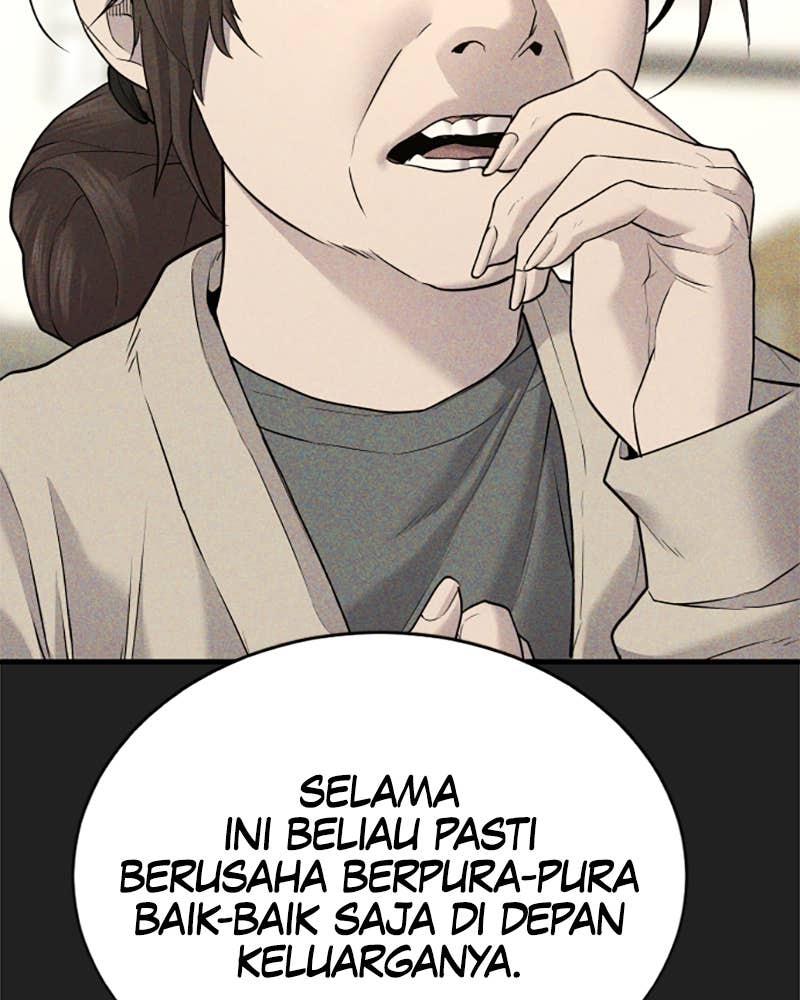 SELAMA
INI BELIAU PASTI
BERUSAHA BERPURA-PURA
BAIK-BAIK SAJA DI DEPAN
KELUARGANYA.